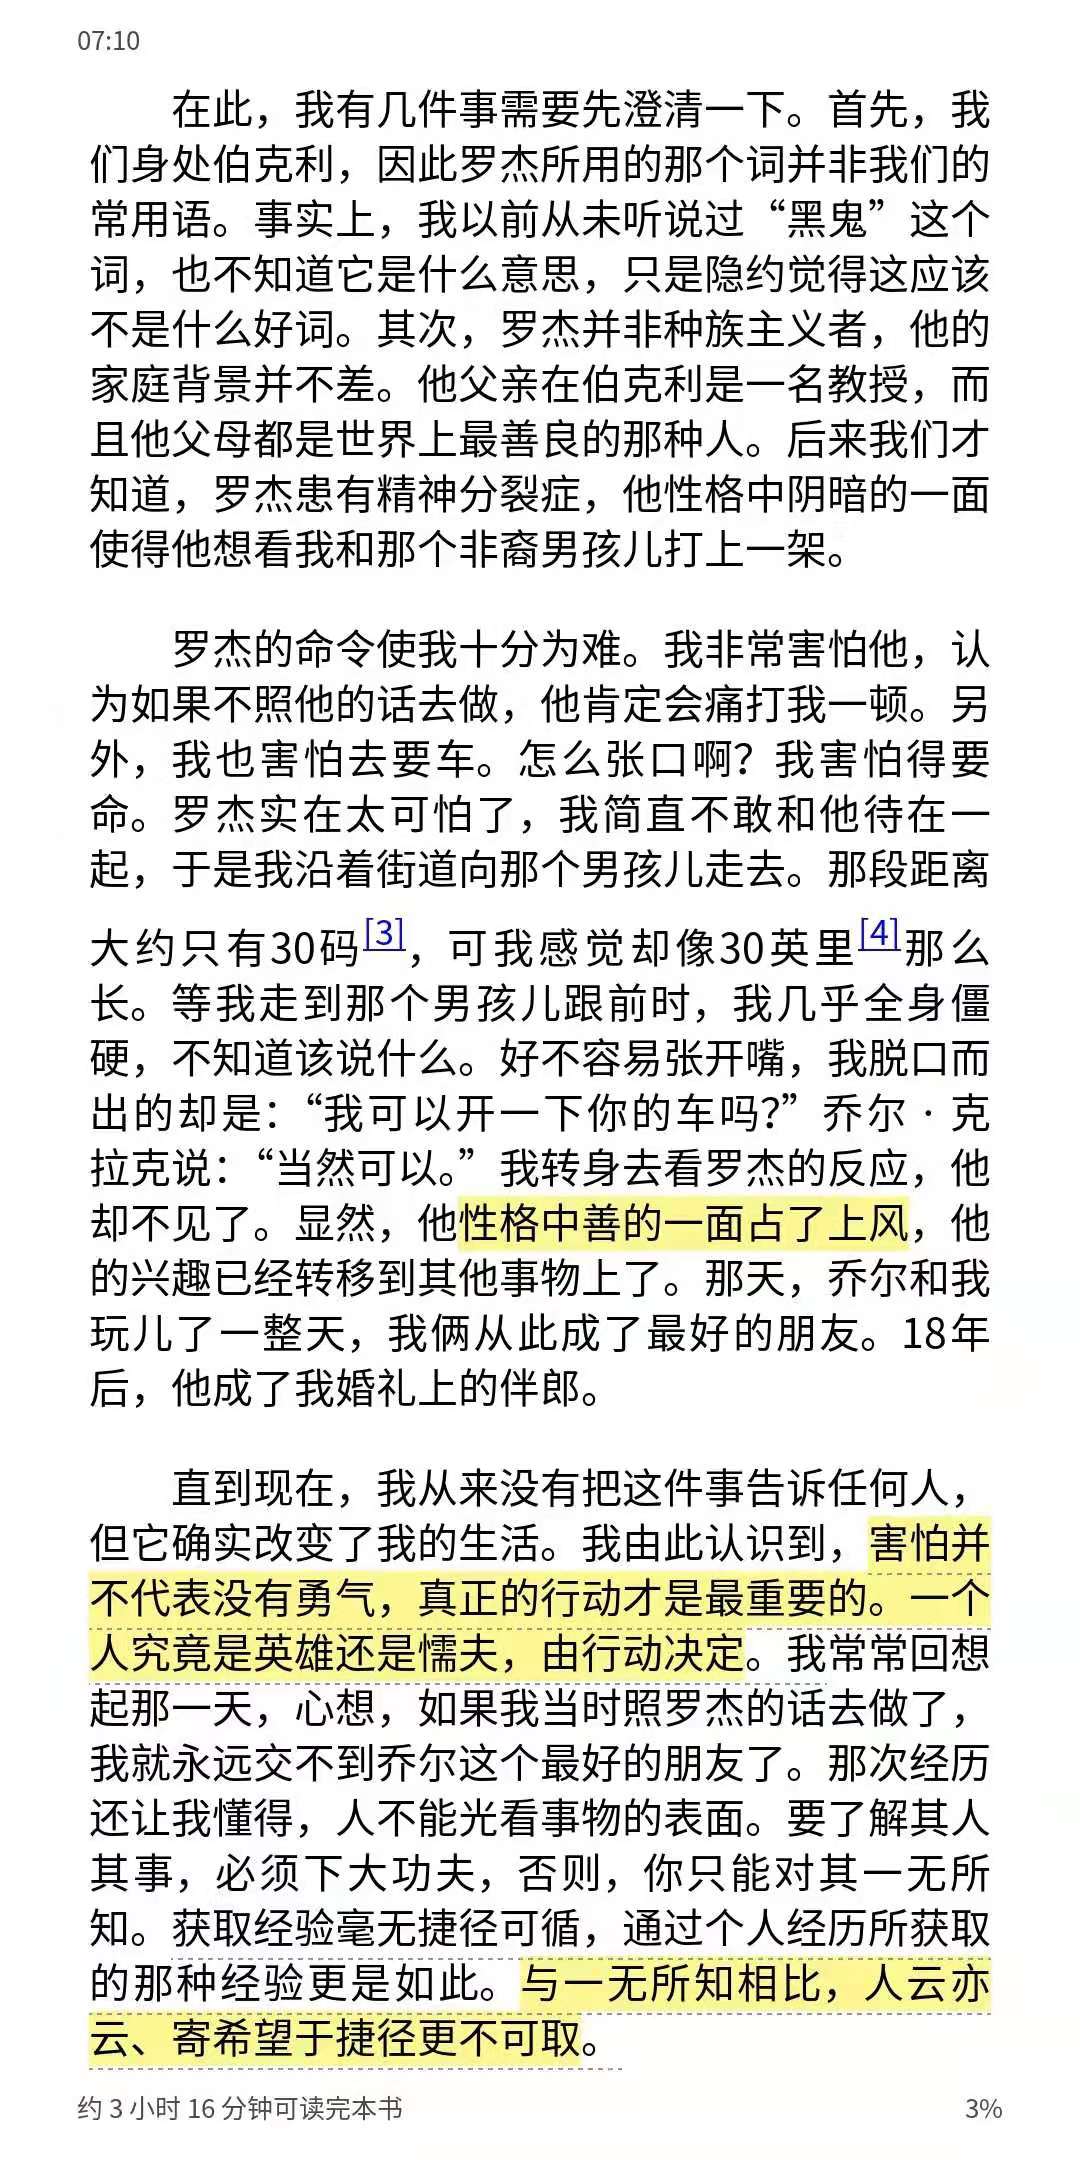 07:10
在此，我有几件事需要先澄清一下。首先，我
们身处伯克利，因此罗杰所用的那个词并非我们的
常用语。事实上，我以前从未听说过“黑鬼”这个
词，也不知道它是什么意思，只是隐约觉得这应该
不是什么好词。其次，罗杰并非种族主义者，他的
家庭背景并不差。他父亲在伯克利是一名教授，而
且他父母都是世界上最善良的那种人。后来我们才
知道，罗杰患有精神分裂症，他性格中阴暗的一面
使得他想看我和那个非裔男孩儿打上一架。
罗杰的命令使我十分为难。我非常害怕他，认
为如果不照他的话去做，他肯定会痛打我一顿。另
外，我也害怕去要车。怎么张口啊？我害怕得要
命。罗杰实在太可怕了，我简直不敢和他待在一
起，于是我沿着街道向那个男孩儿走去。那段距离
大约只有30码[3]，可我感觉却像30英里[4]那么
长。等我走到那个男孩儿跟前时，我几乎全身僵
硬，不知道该说什么。好不容易张开嘴，我脱口而
出的却是：“我可以开一下你的车吗？”乔尔·克
拉克说：“当然可以。”我转身去看罗杰的反应，他
却不见了。显然，他性格中善的一面占了上风，他
的兴趣已经转移到其他事物上了。那天，乔尔和我
玩儿了一整天，我俩从此成了最好的朋友。18年
后，他成了我婚礼上的伴郎。
直到现在，我从来没有把这件事告诉任何人，
但它确实改变了我的生活。我由此认识到，害怕并
不代表没有勇气，真正的行动才是最重要的。一个
人究竟是英雄还是懦夫，由行动决定。我常常回想
起那一天，心想，如果我当时照罗杰的话去做了，
我就永远交不到乔尔这个最好的朋友了。那次经历
还让我懂得，人不能光看事物的表面。要了解其人
其事，必须下大功夫，否则，你只能对其一无所
知。获取经验毫无捷径可循，通过个人经历所获取
的那种经验更是如此。与一无所知相比，人云亦
云、寄希望于捷径更不可取。
约 3 小时 16 分钟可读完本书
3%